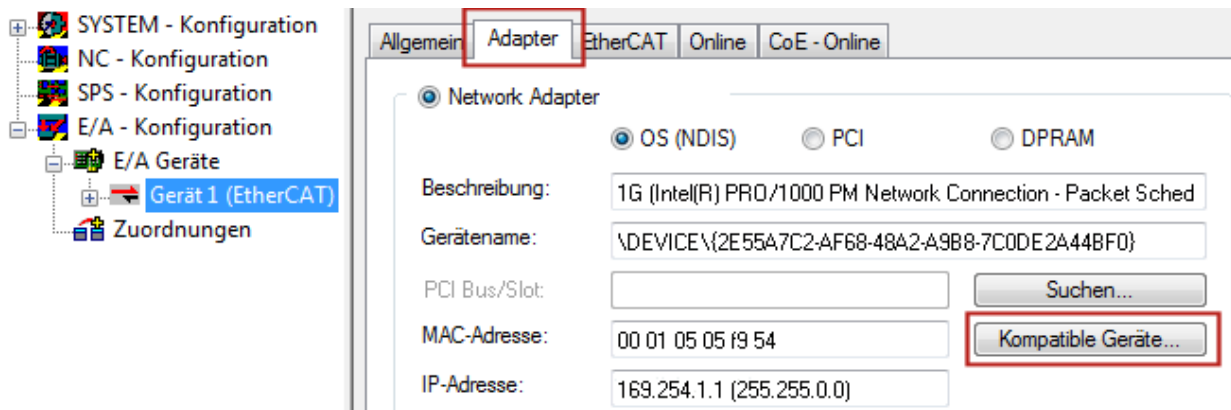 SYSTEM - Konfiguration
NC - Konfiguration
SPS - Konfiguration
E/A - Konfiguration
E/A Geräte
Gerät 1 (EtherCAT)
Zuordnungen
Allgemein Adapter EtherCAT Online CoE - Online
Network Adapter
OS (NDIS) PCI DPRAM
Beschreibung: 1G (Intel(R) PRO/1000 PM Network Connection - Packet Sched
Gerätename: \DEVICE\{2E55A7C2-AF68-48A2-A9B8-7C0DE2A44BF0}
PCI Bus/Slot: Suchen...
MAC-Adresse: 00 01 05 05 f9 54 Kompatible Geräte...
IP-Adresse: 169.254.1.1 (255.255.0.0)